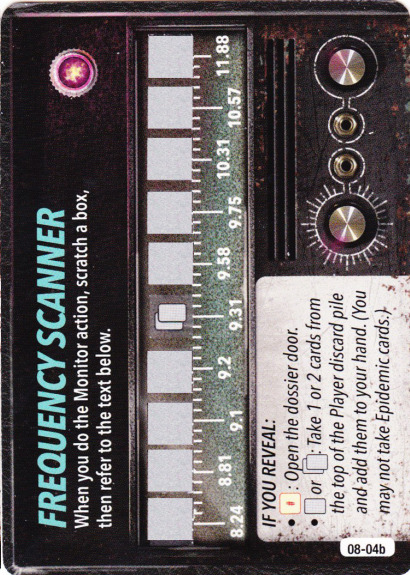 FREQUENCY SCANNER
When you do the Monitor action, scratch a box,
then refer to the text below.
8.24 8.81 9.1 9.2 9.31 9.58 9.75 10.31 10.57 11.88
IF YOU REVEAL:
• #: Open the dossier door.
• or : Take 1 or 2 cards from
the top of the Player discard pile
and add them to your hand. (You
may not take Epidemic cards.)
08-04b